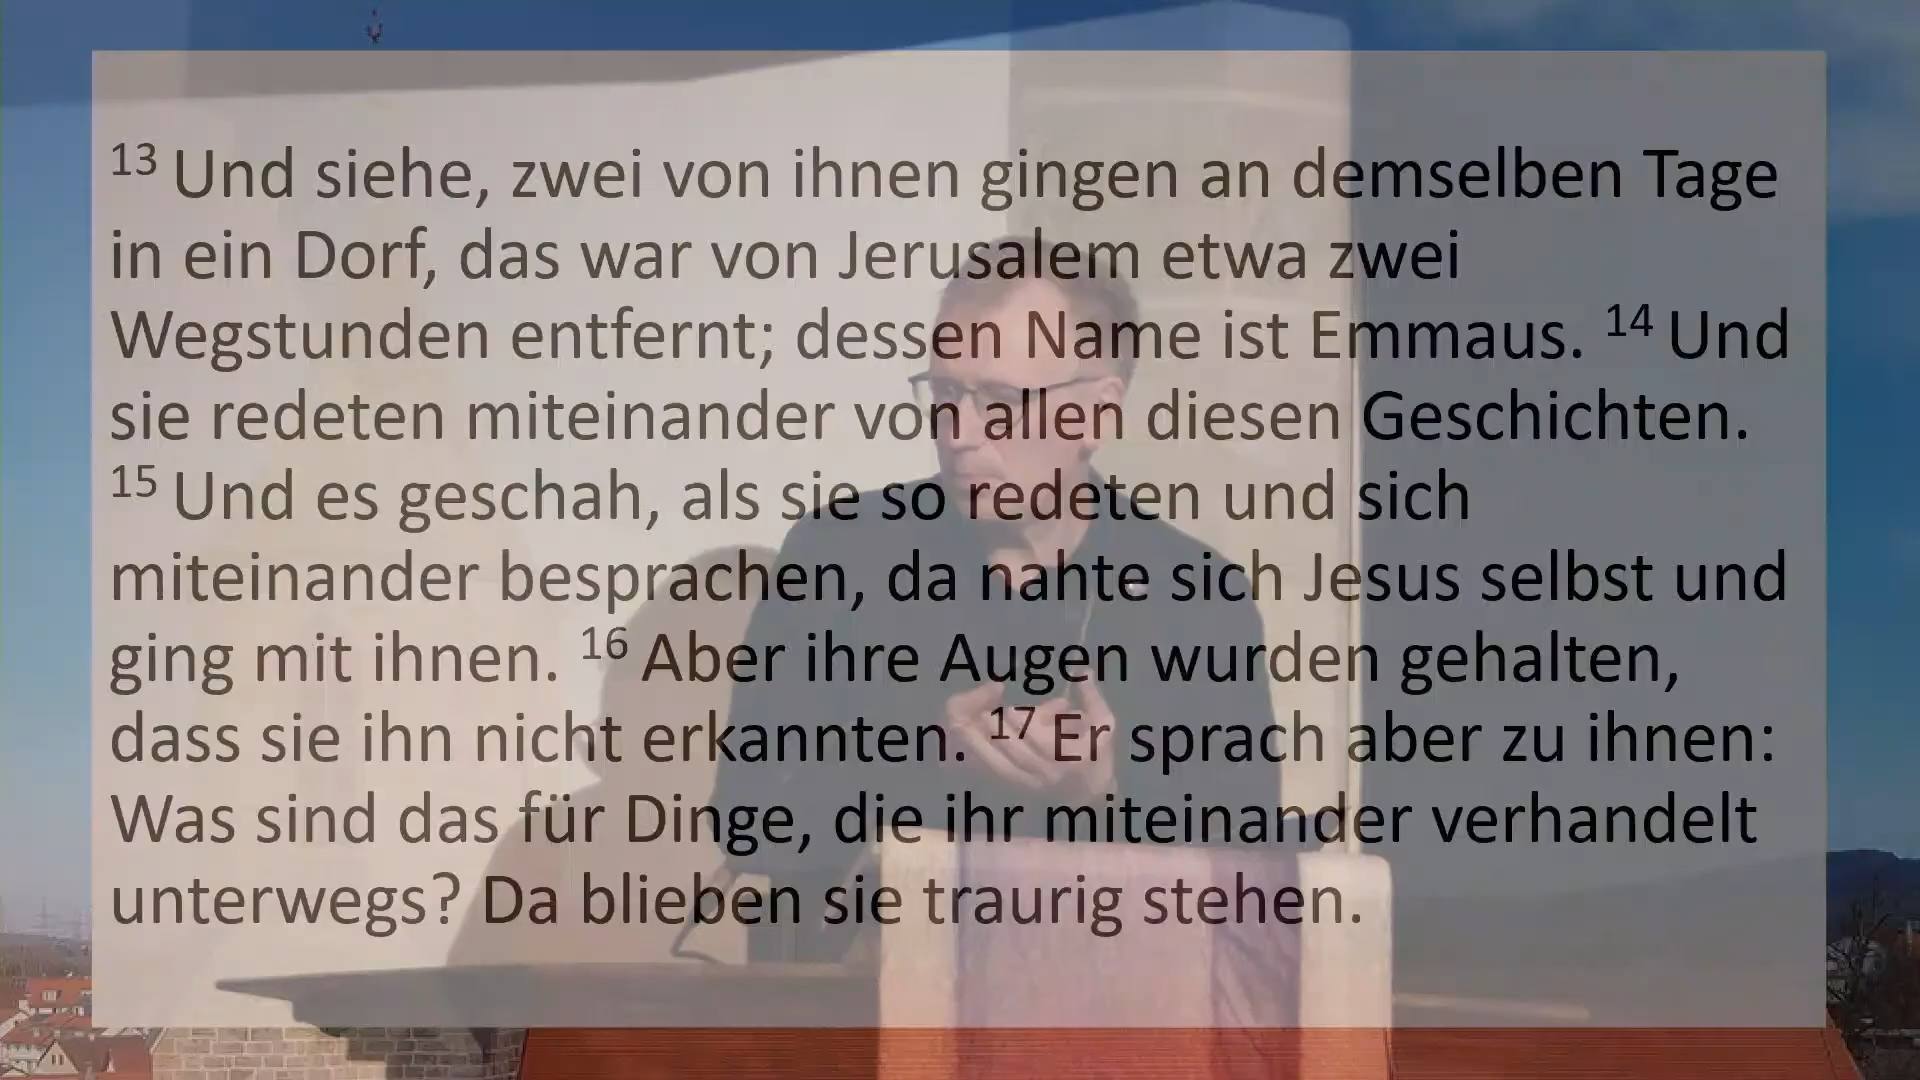 13 Und siehe, zwei von ihnen gingen an demselben Tage
in ein Dorf, das war von Jerusalem etwa zwei
Wegstunden entfernt; dessen Name ist Emmaus. 14 Und
sie redeten miteinander von allen diesen Geschichten.
15 Und es geschah, als sie so redeten und sich
miteinander besprachen, da nahte sich Jesus selbst und
ging mit ihnen. 16 Aber ihre Augen wurden gehalten,
dass sie ihn nicht erkannten. 17 Er sprach aber zu ihnen:
Was sind das für Dinge, die ihr miteinander verhandelt
unterwegs? Da blieben sie traurig stehen.